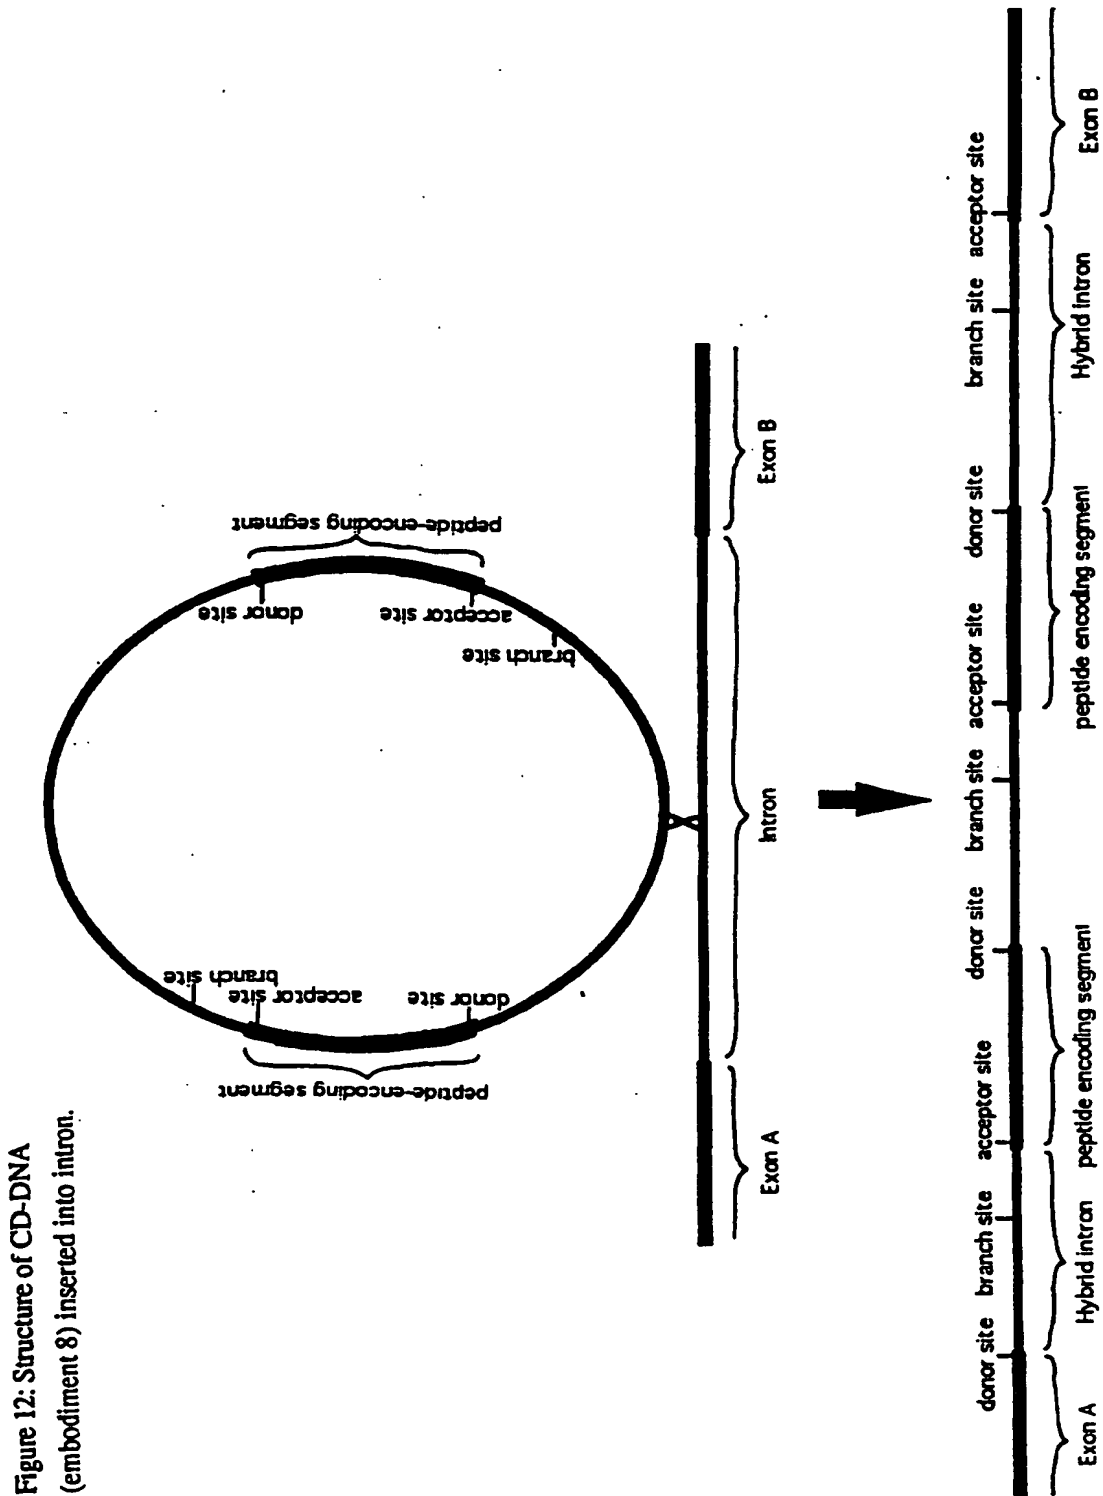 Figure 12: Structure of CD-DNA
(embodiment 8) inserted into intron.
peptide-encoding segment
donor site
acceptor site
branch site
branch site
acceptor site
donor site
peptide-encoding segment
Exon A
Intron
Exon B
donor site
branch site
acceptor site
donor site
branch site
acceptor site
donor site
branch site
acceptor site
Exon A
Hybrid intron
peptide encoding segment
peptide encoding segment
Hybrid intron
Exon B